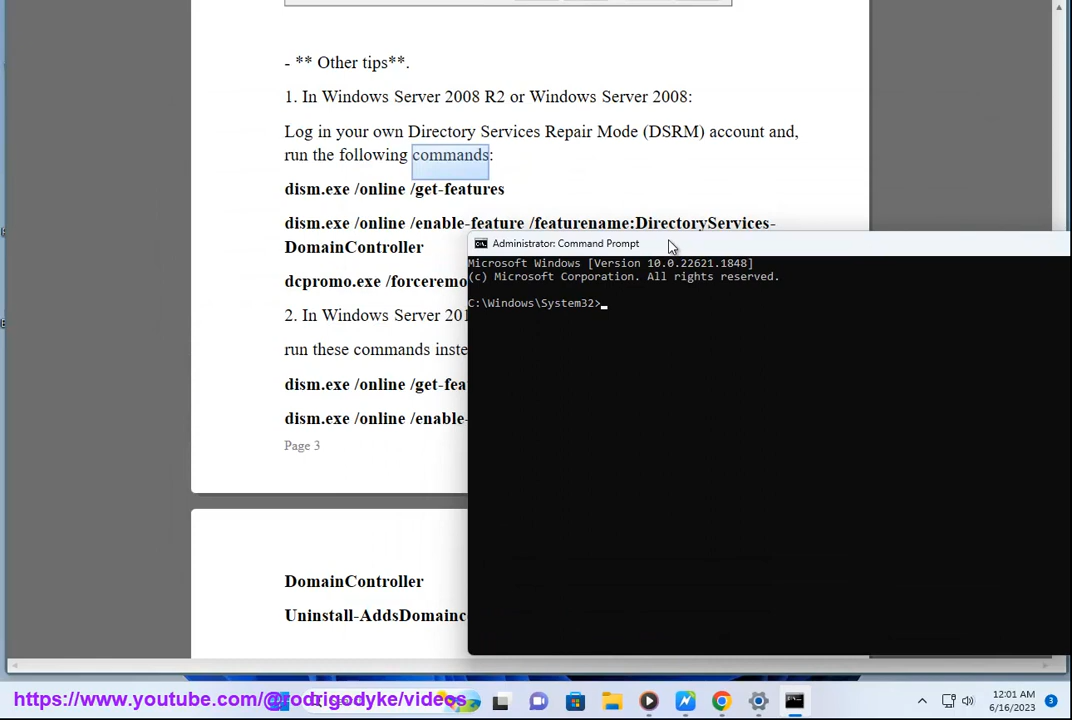 - ** Other tips**.
1. In Windows Server 2008 R2 or Windows Server 2008:
Log in your own Directory Services Repair Mode (DSRM) account and,
run the following commands:
dism.exe /online /get-features
dism.exe /online /enable-feature /featurename:DirectoryServices-
DomainController
dcpromo.exe /forceremo
2. In Windows Server 201
run these commands inste
dism.exe /online /get-fea
dism.exe /online /enable-
Page 3
DomainController
Uninstall-AddsDomainc
Administrator: Command Prompt
Microsoft Windows [Version 10.0.22621.1848]
(c) Microsoft Corporation. All rights reserved.
C:\Windows\System32>
https://www.youtube.com/@rodrigodyke/videos
12:01 AM
6/16/2023
3